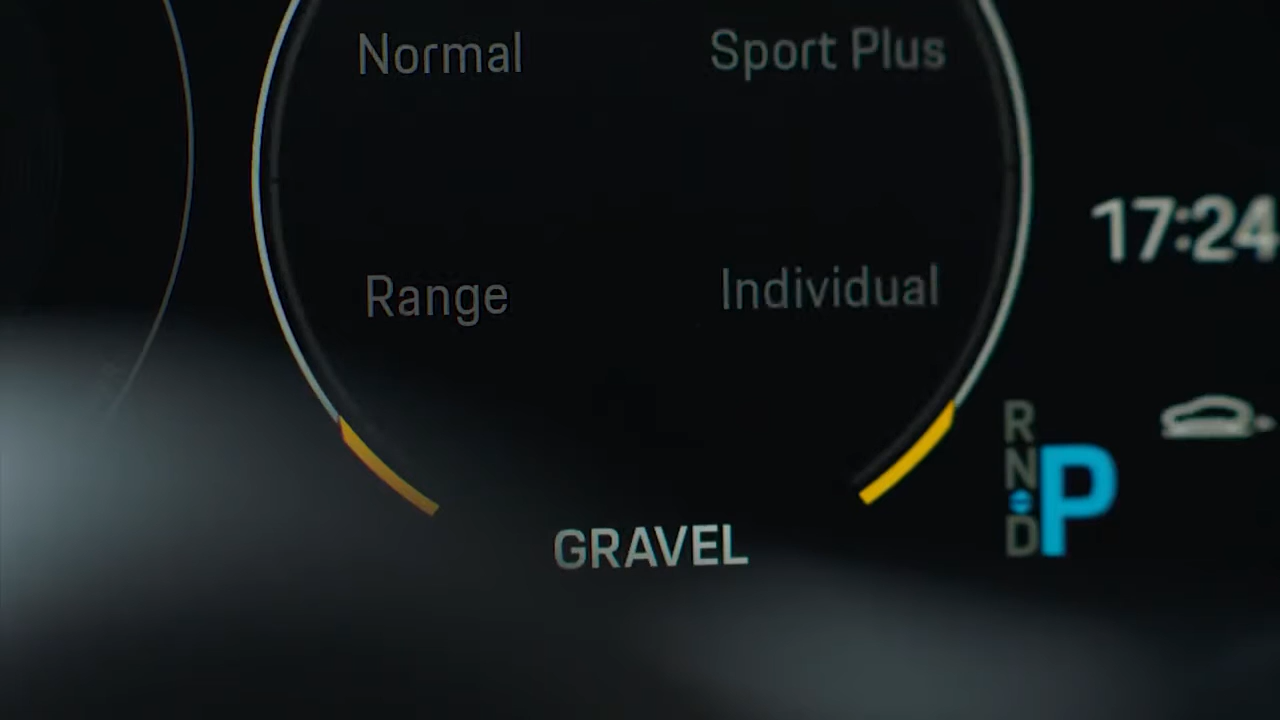 Normal
Sport Plus
17:24
Range
Individual
R
N
D
P
GRAVEL